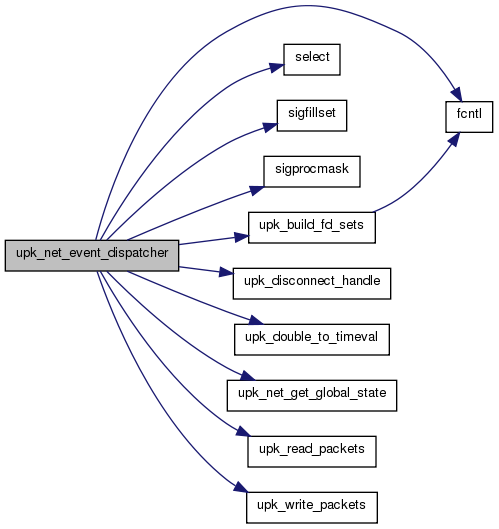 select
fcntl
sigfillset
sigprocmask
upk_build_fd_sets
upk_net_event_dispatcher
upk_disconnect_handle
upk_double_to_timeval
upk_net_get_global_state
upk_read_packets
upk_write_packets